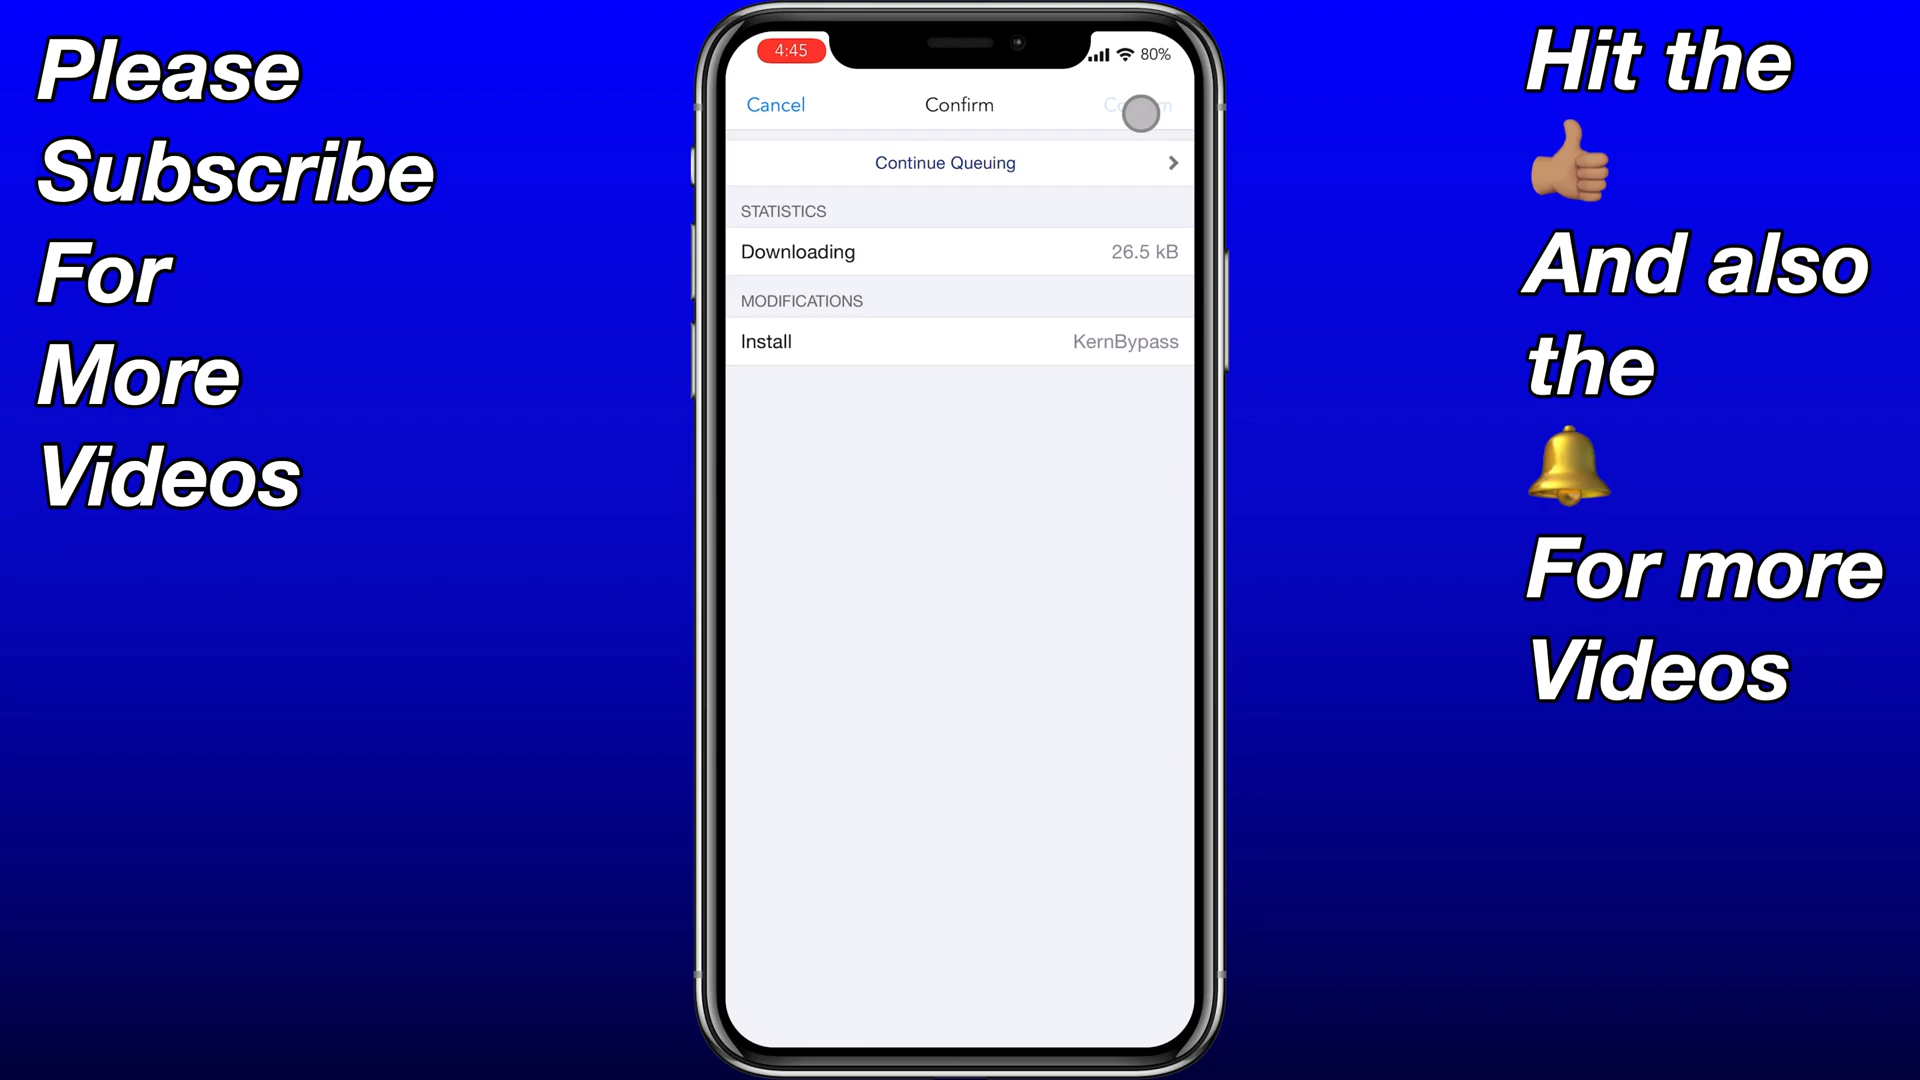 Please
Subscribe
For
More
Videos
4:45
80%
Cancel
Confirm
Continue Queuing
STATISTICS
Downloading
26.5 kB
MODIFICATIONS
Install
KernBypass
Hit the
And also
the
For more
Videos